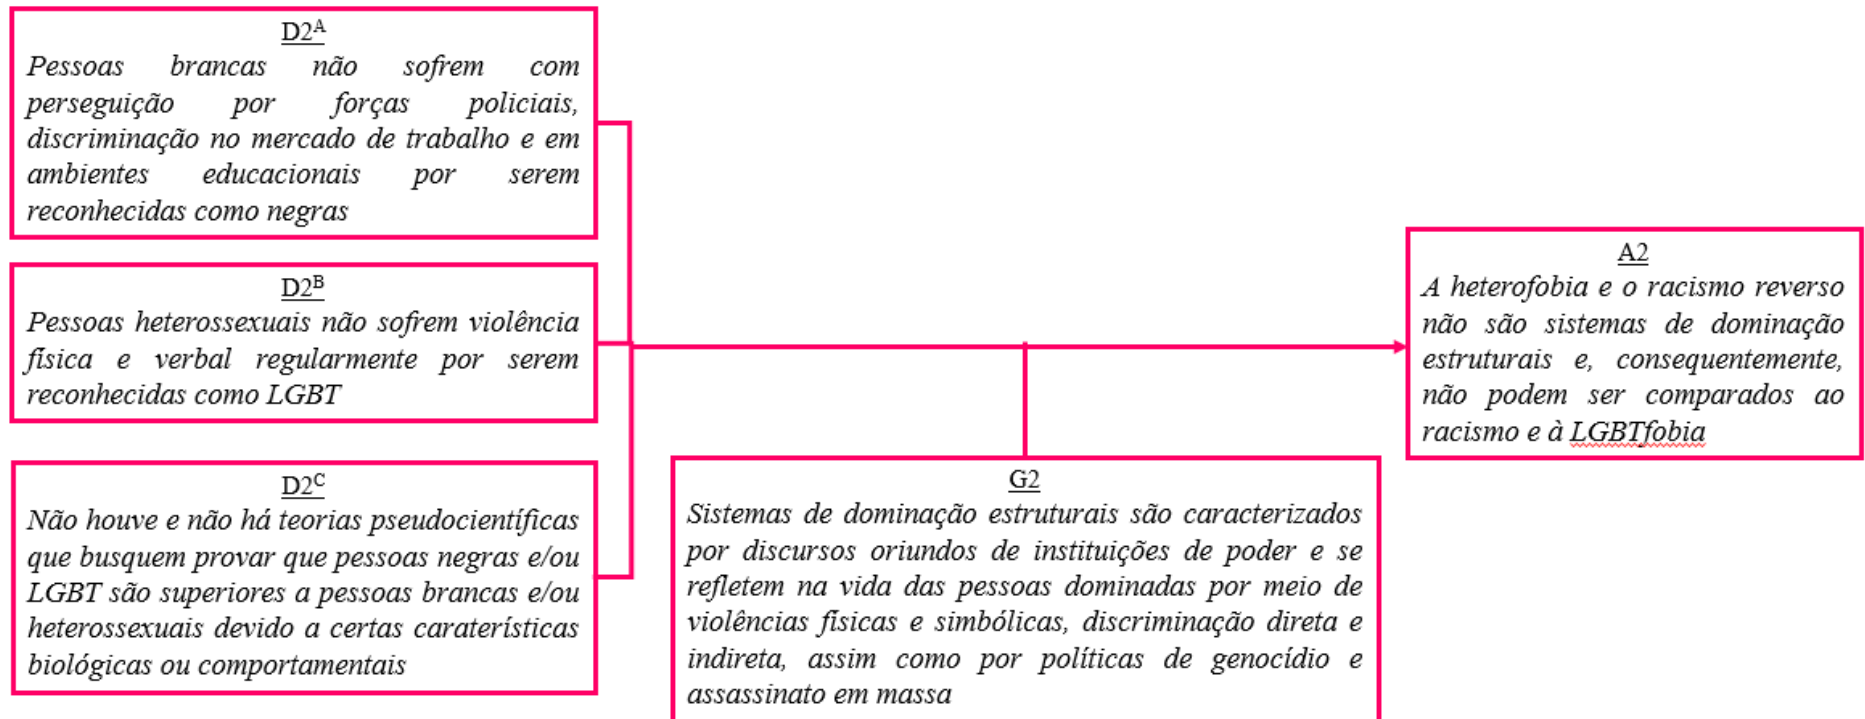 D2A
Pessoas brancas não sofrem com
perseguição por forças policiais,
discriminação no mercado de trabalho e em
ambientes educacionais por serem
reconhecidas como negras
D2B
Pessoas heterossexuais não sofrem violência
física e verbal regularmente por serem
reconhecidas como LGBT
D2C
Não houve e não há teorias pseudocientíficas
que busquem provar que pessoas negras e/ou
LGBT são superiores a pessoas brancas e/ou
heterossexuais devido a certas caraterísticas
biológicas ou comportamentais
G2
Sistemas de dominação estruturais são caracterizados
por discursos oriundos de instituições de poder e se
refletem na vida das pessoas dominadas por meio de
violências físicas e simbólicas, discriminação direta e
indireta, assim como por políticas de genocídio e
assassinato em massa
A2
A heterofobia e o racismo reverso
não são sistemas de dominação
estruturais e, consequentemente,
não podem ser comparados ao
racismo e à LGBTfobia